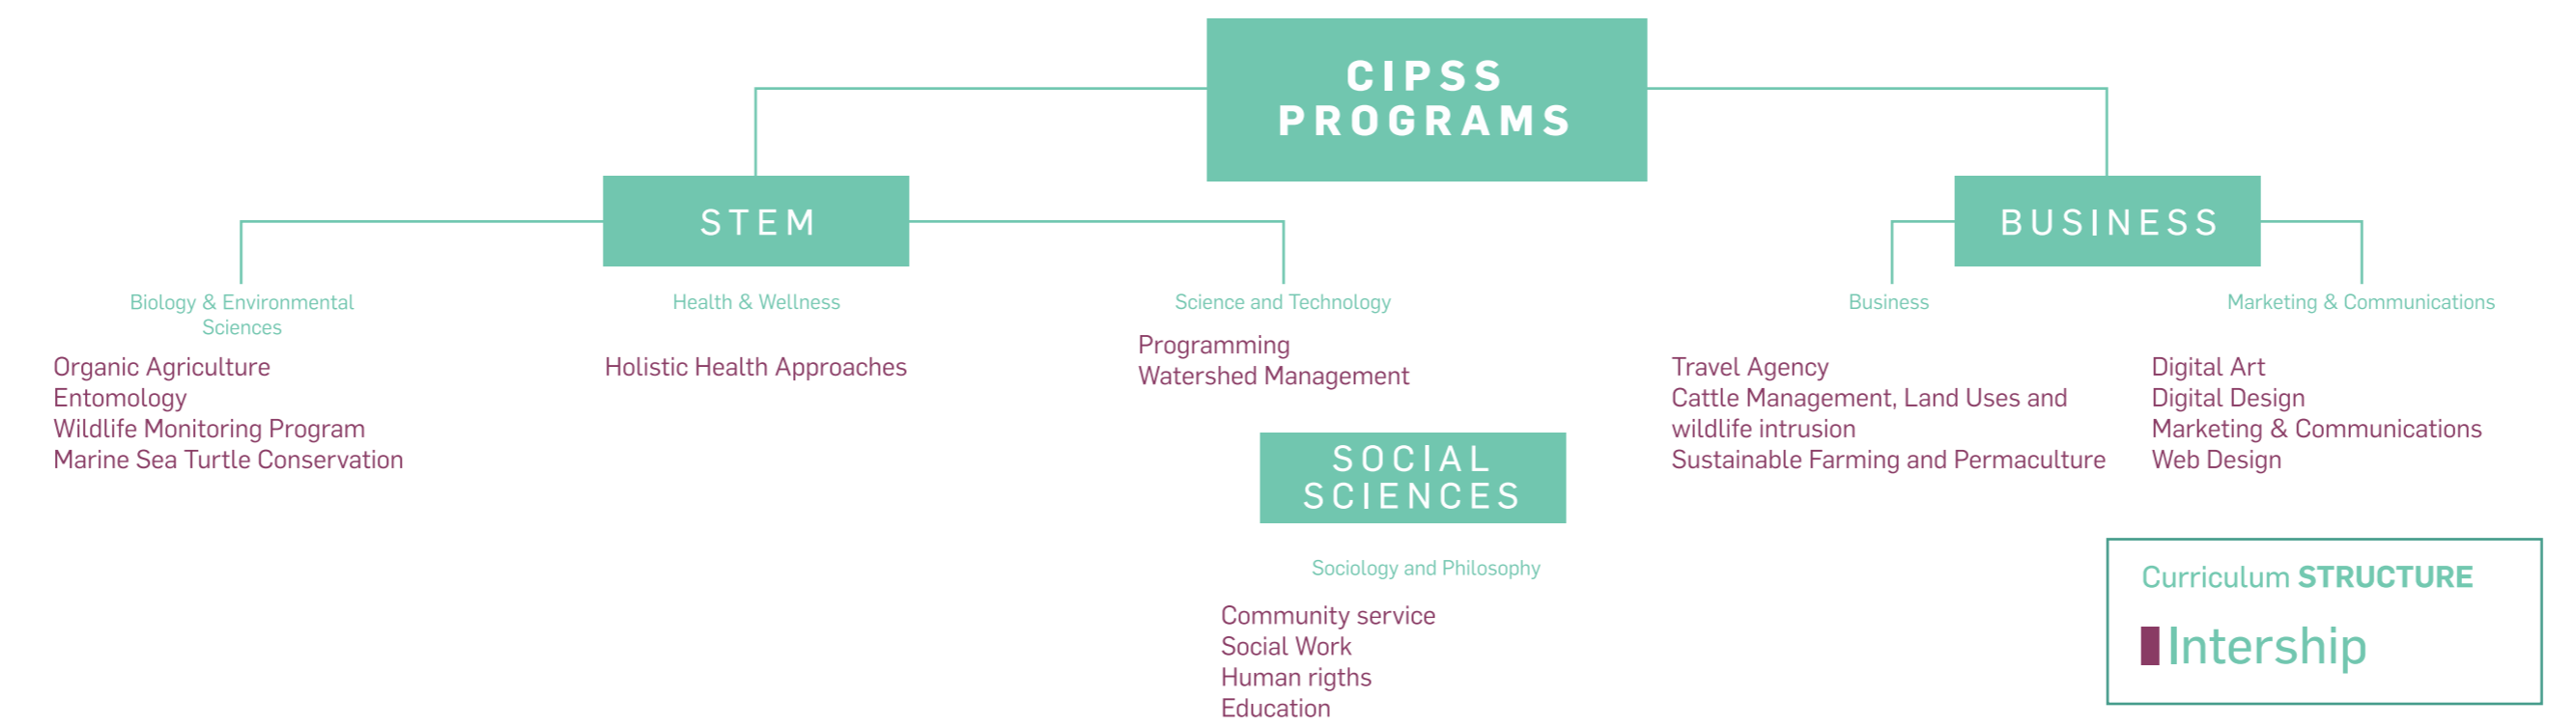 CIPSS
PROGRAMS
STEM
BUSINESS
Biology & Environmental
Sciences
Organic Agriculture
Entomology
Wildlife Monitoring Program
Marine Sea Turtle Conservation
Health & Wellness
Holistic Health Approaches
Science and Technology
Programming
Watershed Management
SOCIAL
SCIENCES
Sociology and Philosophy
Community service
Social Work
Human rigths
Education
Business
Travel Agency
Cattle Management, Land Uses and
wildlife intrusion
Sustainable Farming and Permaculture
Marketing & Communications
Digital Art
Digital Design
Marketing & Communications
Web Design
Curriculum STRUCTURE
Intership